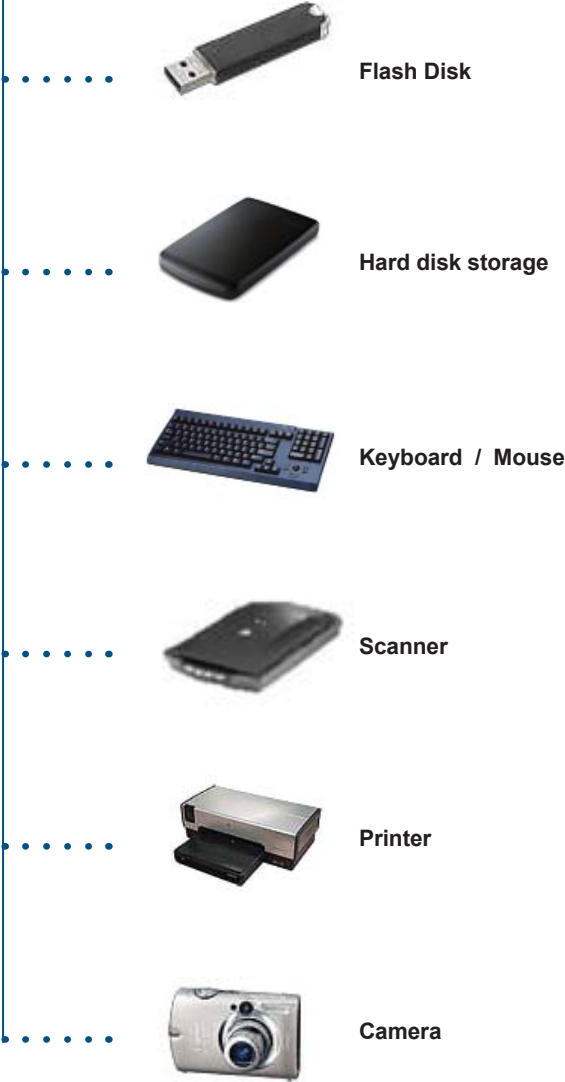 Flash Disk
Hard disk storage
Keyboard / Mouse
Scanner
Printer
Camera